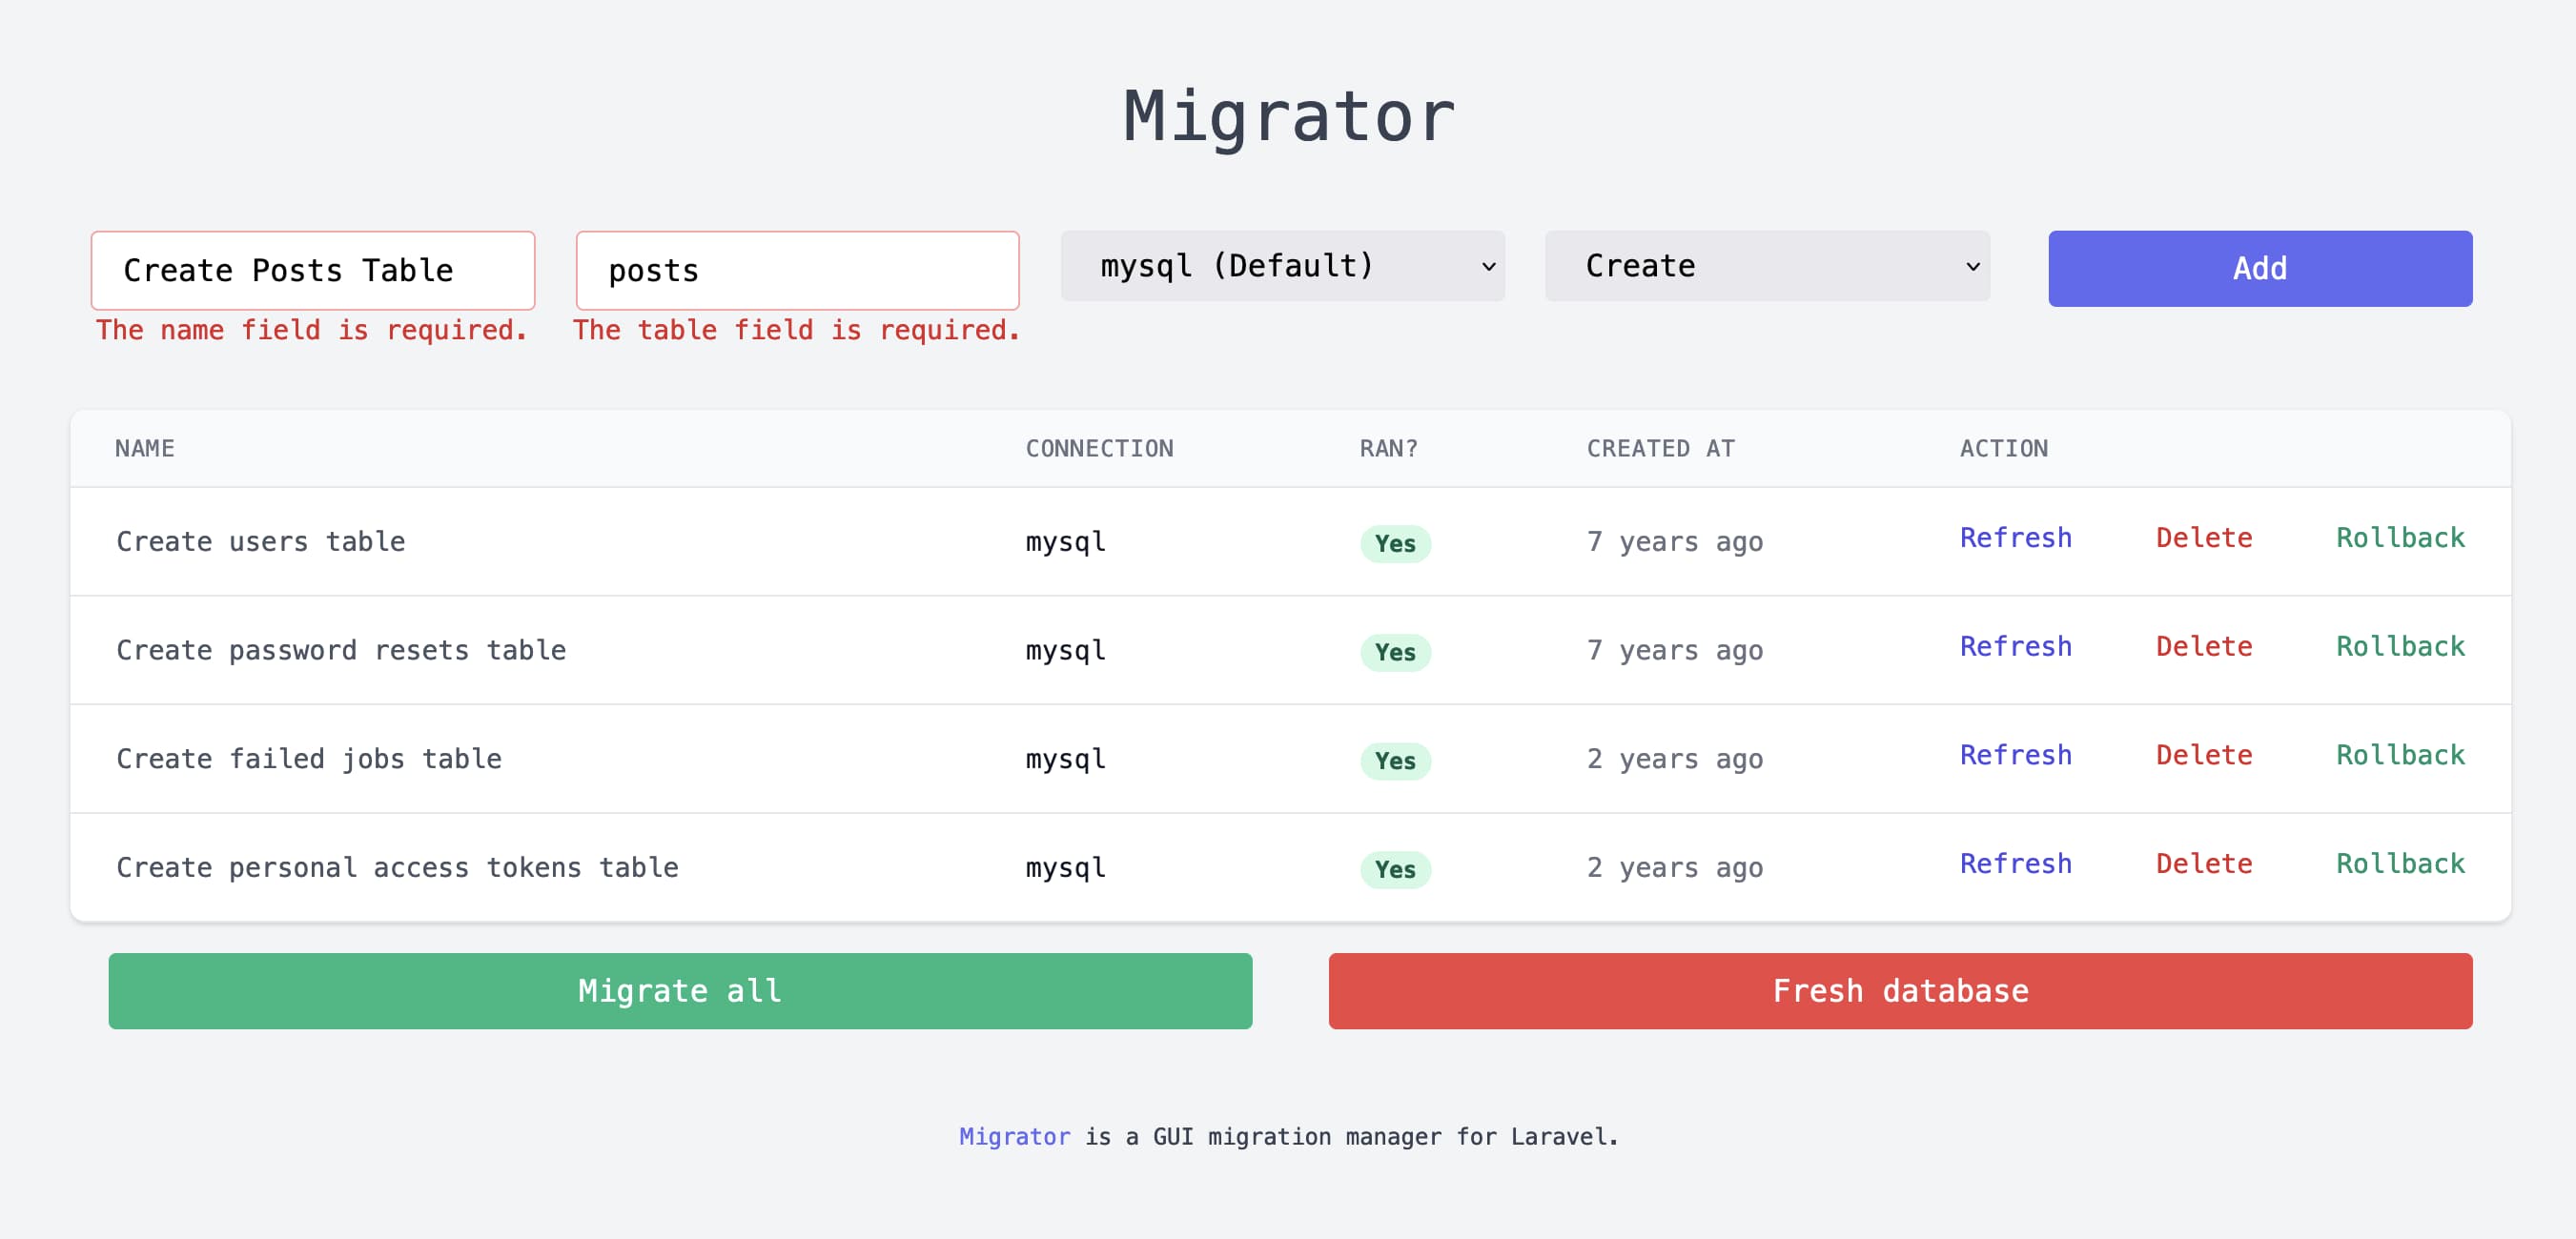 Migrator
Create Posts Table posts mysql (Default) Create Add
The name field is required. The table field is required.
NAME CONNECTION RAN? CREATED AT ACTION
Create users table mysql Yes 7 years ago Refresh Delete Rollback
Create password resets table mysql Yes 7 years ago Refresh Delete Rollback
Create failed jobs table mysql Yes 2 years ago Refresh Delete Rollback
Create personal access tokens table mysql Yes 2 years ago Refresh Delete Rollback
Migrate all Fresh database
Migrator is a GUI migration manager for Laravel.